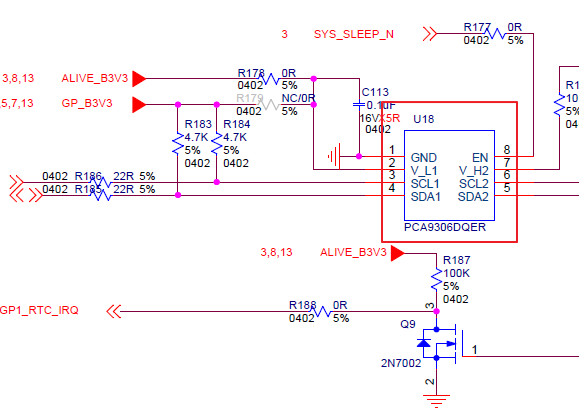 R177 0R
3 SYS_SLEEP_N
0402 5%
R178 0R
3,8,13 ALIVE_B3V3
0402 5%
C113
R179 NC/0R
5,7,13 GP_B3V3
0402 5%
0.1uF
16V X5R
0402
R1
10
5%
04
U18
R183 R184
4.7K 4.7K
5% 5%
0402 0402
1 GND EN 8
2 V_L1 V_H2 7
3 SCL1 SCL2 6
4 SDA1 SDA2 5
0402 R186 22R 5%
0402 R185 22R 5%
PCA9306DQER
3,8,13 ALIVE_B3V3
R187
100K
5%
0402
GP1_RTC_IRQ
R188 0R
0402 5%
3
Q9
1
2N7002
2